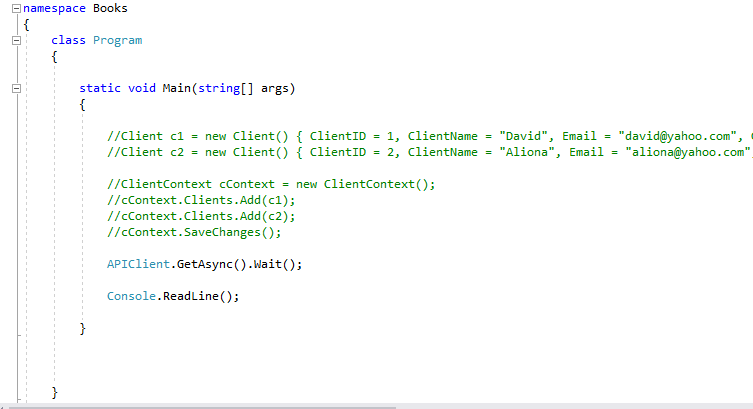 namespace Books
{
class Program
{
static void Main(string[] args)
{
//Client c1 = new Client() { ClientID = 1, ClientName = "David", Email = "david@yahoo.com",
//Client c2 = new Client() { ClientID = 2, ClientName = "Aliona", Email = "aliona@yahoo.com"
//ClientContext cContext = new ClientContext();
//cContext.Clients.Add(c1);
//cContext.Clients.Add(c2);
//cContext.SaveChanges();
APIClient.GetAsync().Wait();
Console.ReadLine();
}
}